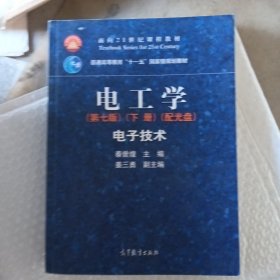 面向21世纪课程教材
Textbook Series for 21st Century
普通高等教育“十一五”国家级规划教材
电工学
(第七版) (下册) (配光盘)
电子技术
秦曾煌 主编
姜三勇 副主编
高等教育出版社